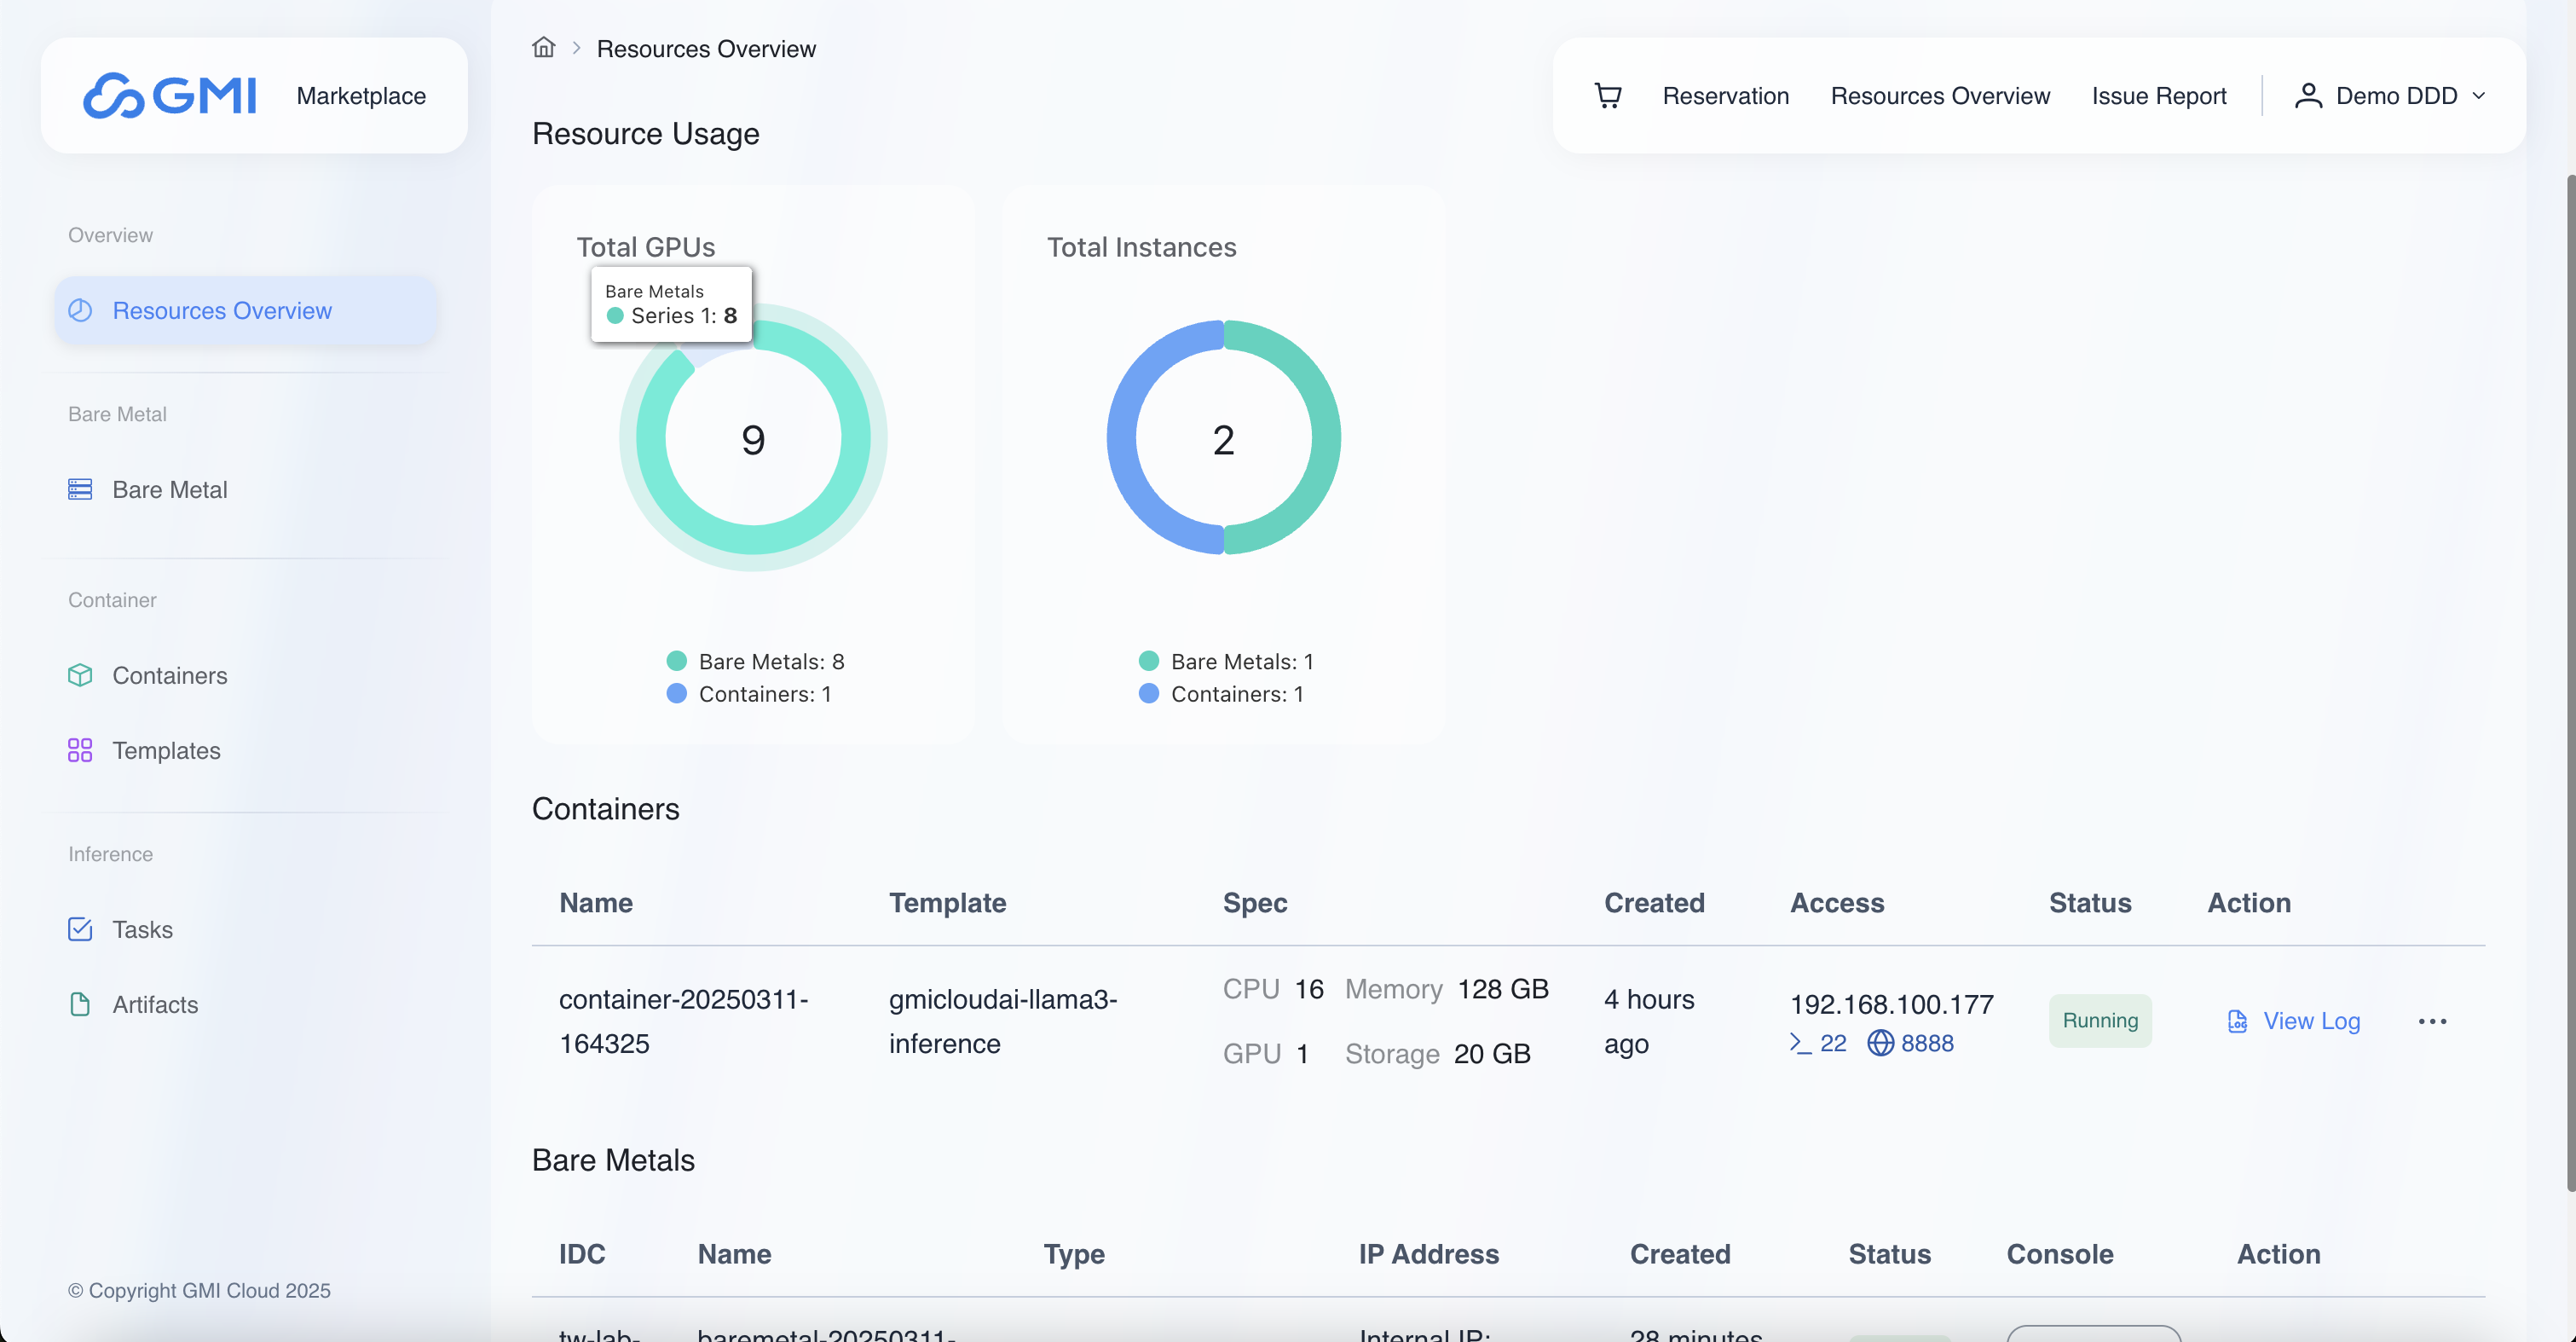 GMI
Marketplace
Resources Overview
Reservation
Resources Overview
Issue Report
Demo DDD
Overview
Resources Overview
Bare Metal
Bare Metal
Container
Containers
Templates
Inference
Tasks
Artifacts
© Copyright GMI Cloud 2025
Resource Usage
Total GPUs
Bare Metals
Series 1: 8
9
Bare Metals: 8
Containers: 1
Total Instances
2
Bare Metals: 1
Containers: 1
Containers
Name Template Spec Created Access Status Action
container-20250311-
164325
gmicloudai-llama3-
inference
CPU 16 Memory 128 GB
GPU 1 Storage 20 GB
4 hours
ago
192.168.100.177
22 8888
Running
View Log
Bare Metals
IDC Name Type IP Address Created Status Console Action
tw-lab- baremetal-20250311- Internal IP: 28 minutes